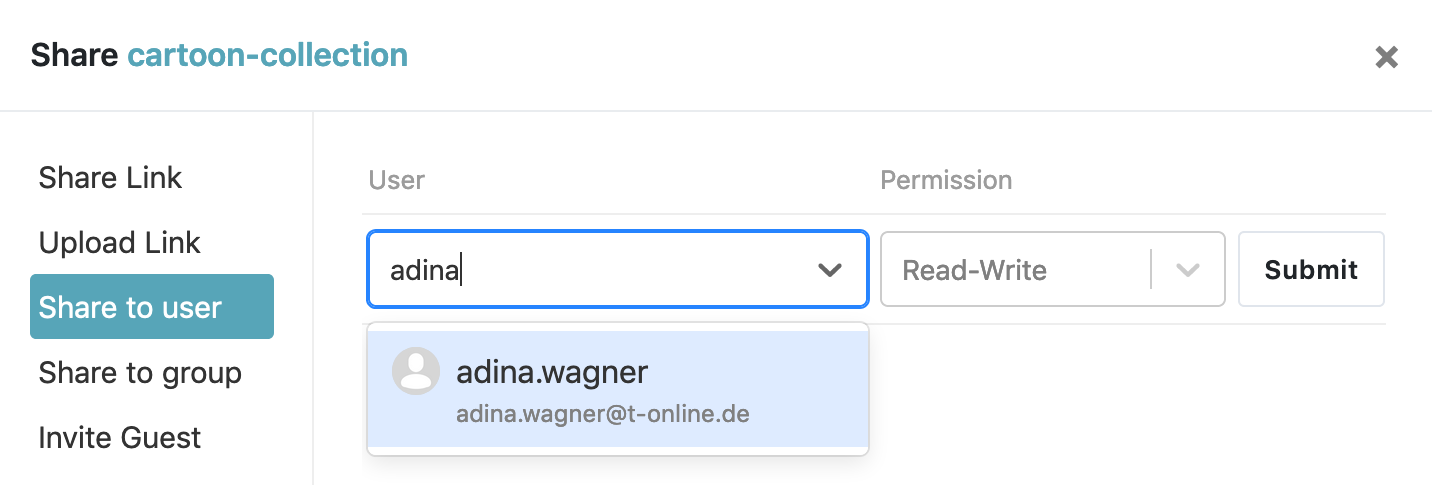 Share cartoon-collection
Share Link
Upload Link
Share to user
Share to group
Invite Guest
User Permission
adina Read-Write Submit
adina.wagner
adina.wagner@t-online.de